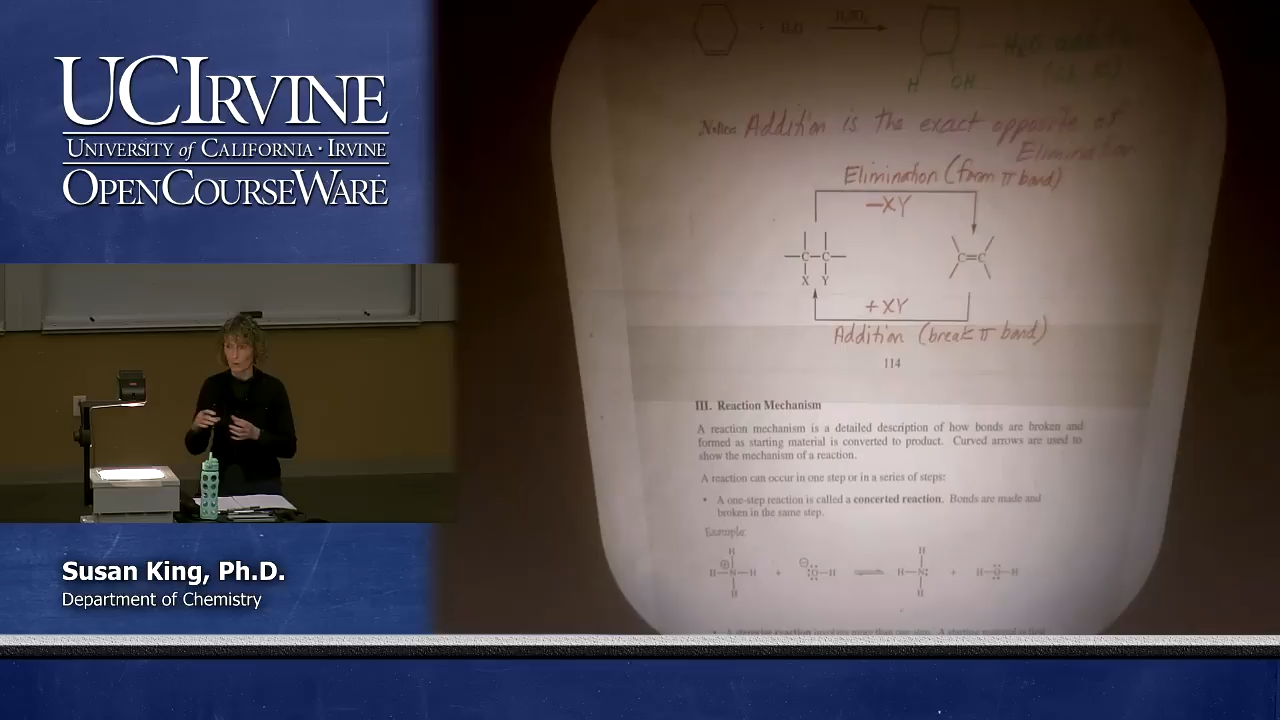 UCIRVINE
UNIVERSITY of CALIFORNIA · IRVINE
OPENCOURSEWARE
Susan King, Ph.D.
Department of Chemistry
+ H₂O
H OH
Notice: Addition is the exact opposite of
Elimination
Elimination (form π bond)
−XY
C C
X Y
C=C
+XY
Addition (break π bond)
114
III. Reaction Mechanism
A reaction mechanism is a detailed description of how bonds are broken and
formed as starting material is converted to product. Curved arrows are used to
show the mechanism of a reaction.
A reaction can occur in one step or in a series of steps:
• A one-step reaction is called a concerted reaction. Bonds are made and
broken in the same step.
Example:
H H
H—N—H + O—H H—N: + H—O—H
H H